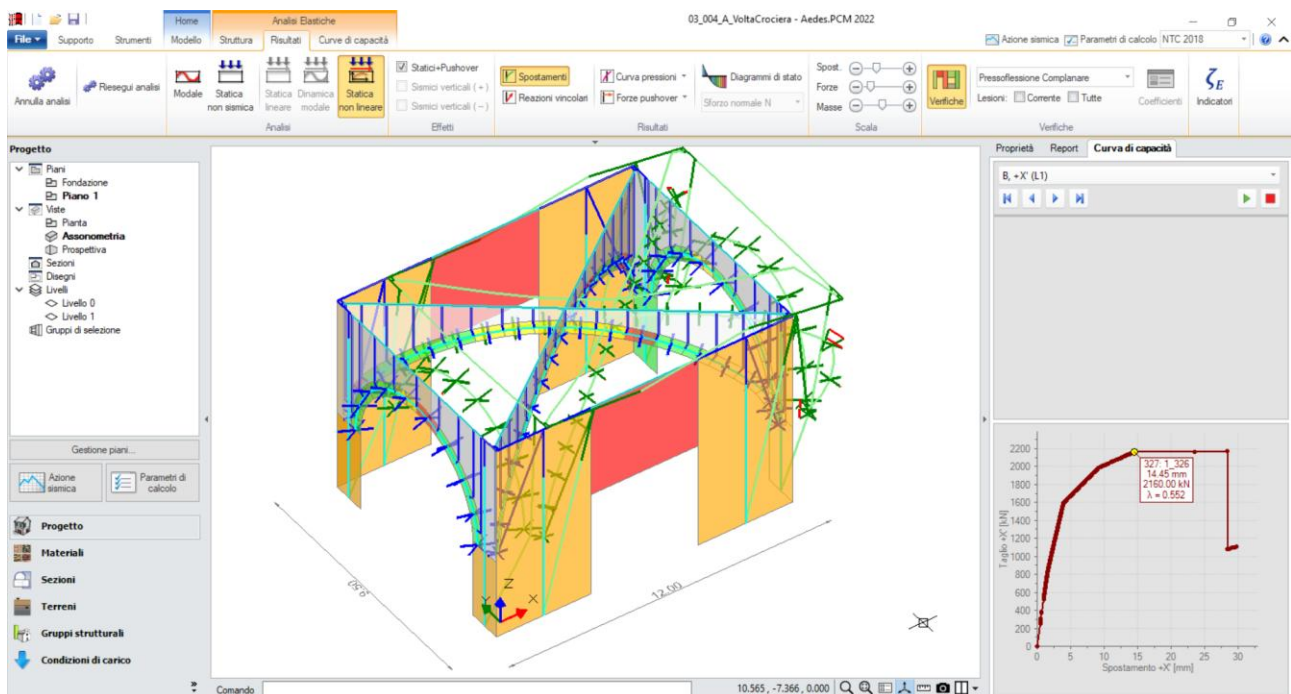 03_004_A_VoltaCrociera - Aedes.PCM 2022
Home
Analisi Elastiche
File
Supporto
Strumenti
Modello
Struttura
Risultati
Curve di capacità
Azione sismica
Parametri di calcolo
NTC 2018
Annulla analisi
Resegui analisi
Modale
Statica non sismica
Statica lineare
Dinamica modale
Statica non lineare
Analisi
Statici+Pushover
Sismici verticali (+)
Sismici verticali (−)
Effetti
Spostamenti
Reazioni vincolari
Curva pressioni
Forze pushover
Diagrammi di stato
Sforzo normale N
Risultati
Spost.
Forze
Masse
Scala
Verifiche
Pressoflessione Complanare
Lesioni: Corrente Tutte
Coefficienti
Verifiche
ζE
Indicatori
Progetto
Piani
Fondazione
Piano 1
Viste
Pianta
Assonometria
Prospettiva
Sezioni
Disegni
Livelli
Livello 0
Livello 1
Gruppi di selezione
Gestione piani...
Azione sismica
Parametri di calcolo
Progetto
Materiali
Sezioni
Terreni
Gruppi strutturali
Condizioni di carico
9.50
12.00
Z
Y
X
Comando
10.565 , -7.366 , 0.000
Proprietà
Report
Curva di capacità
B, +X' (L1)
Taglio +X' [kN]
2200
2000
1800
1600
1400
1200
1000
800
600
400
200
0
327: 1_326
14.45 mm
2160.00 kN
λ = 0.552
0 5 10 15 20 25 30
Spostamento +X' [mm]